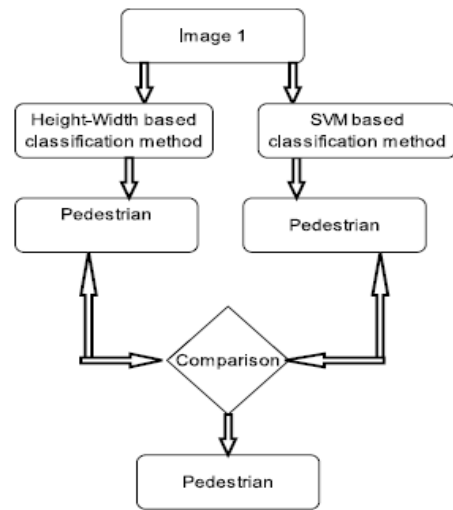 Image 1
Height-Width based
classification method
SVM based
classification method
Pedestrian
Pedestrian
Comparison
Pedestrian